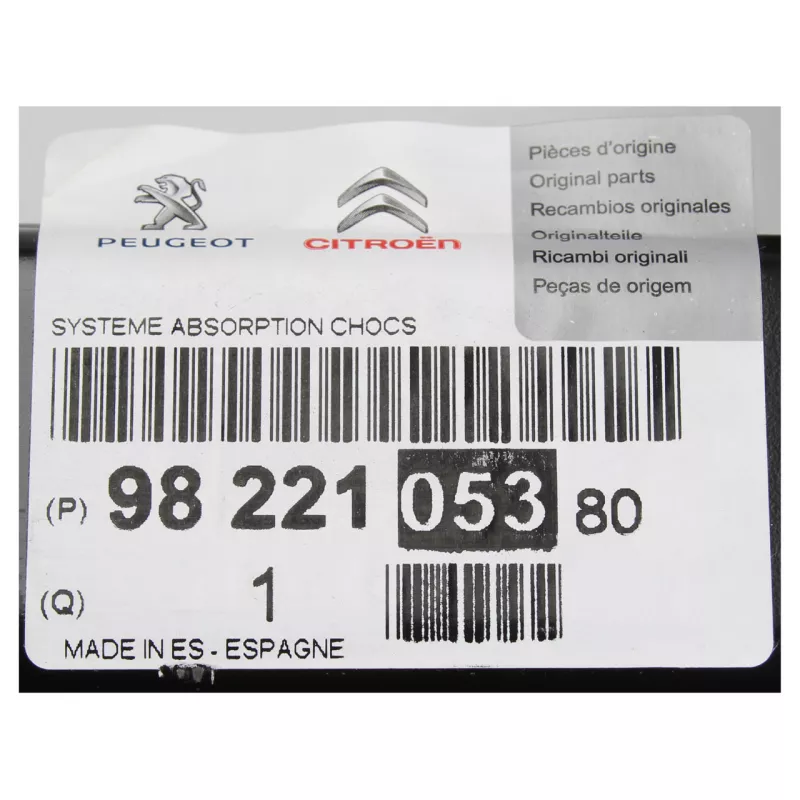 PEUGEOT
CITROËN
Pièces d'origine
Original parts
Recambios originales
Originalteile
Ricambi originali
Peças de origem
SYSTEME ABSORPTION CHOCS
(P) 98 221 053 80
(Q) 1
MADE IN ES - ESPAGNE